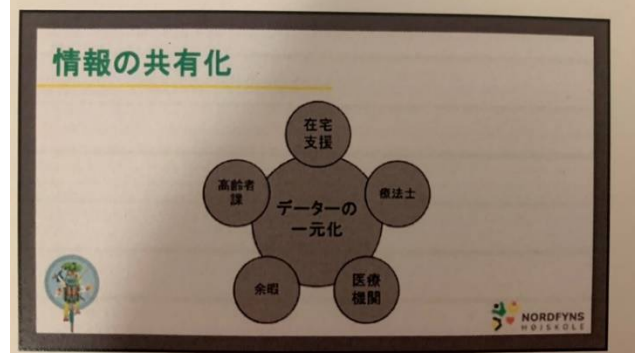 情報の共有化
在宅
支援
高齢者
課
療法士
データーの
一元化
余暇
医療
機関
NORDFYNS
HØJSKOLE